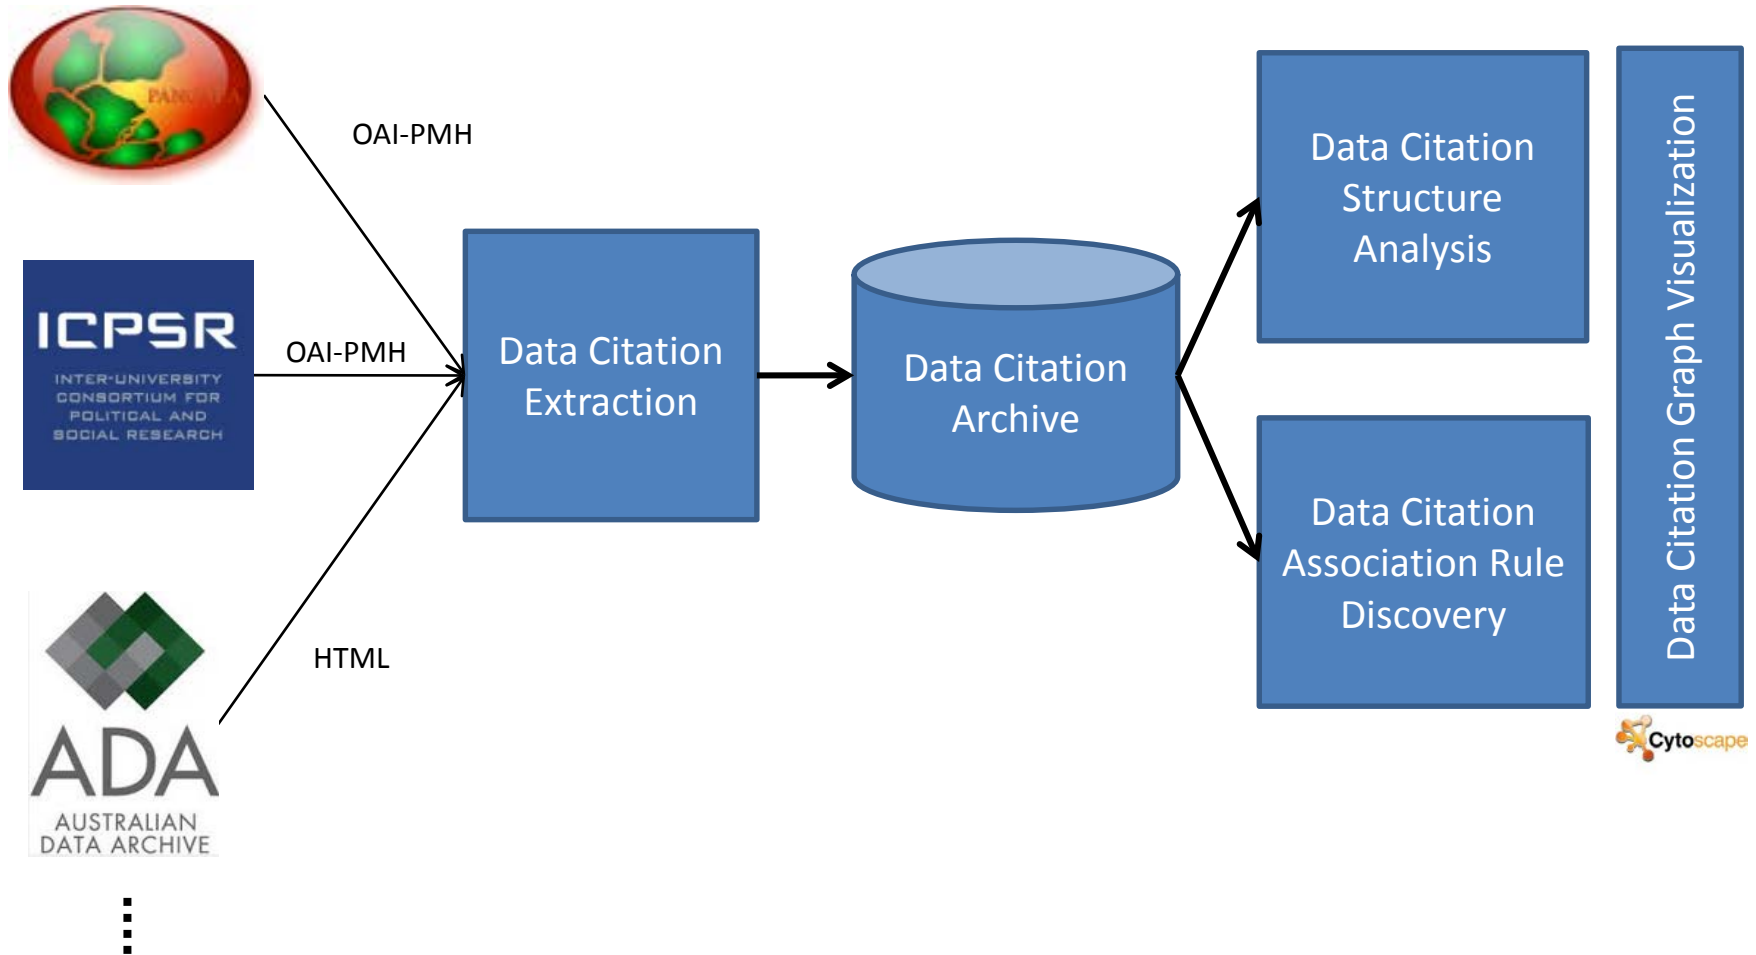 PANGAEA
OAI-PMH
ICPSR
INTER-UNIVERSITY
CONSORTIUM FOR
POLITICAL AND
SOCIAL RESEARCH
OAI-PMH
ADA
AUSTRALIAN
DATA ARCHIVE
HTML
Data Citation
Extraction
Data Citation
Archive
Data Citation
Structure
Analysis
Data Citation
Association Rule
Discovery
Data Citation Graph Visualization
Cytoscape